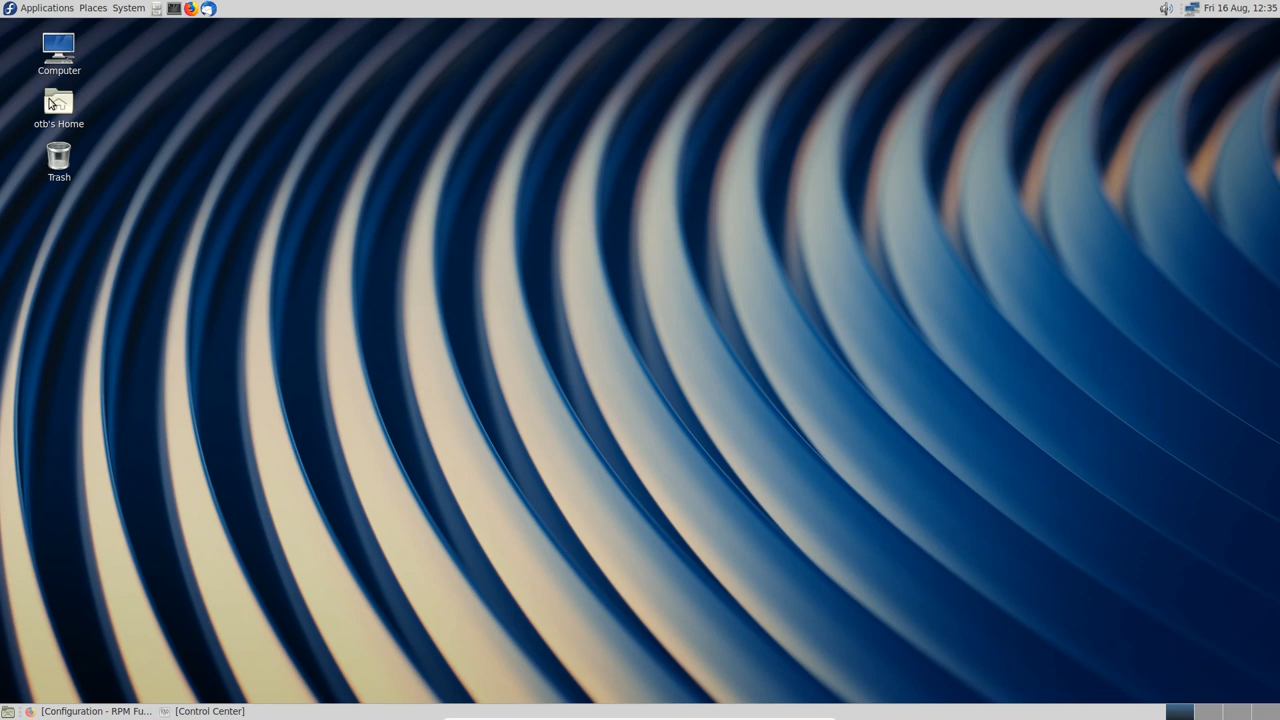 Applications Places System
Fri 16 Aug, 12:35
Computer
otb's Home
Trash
[Configuration - RPM Fu...
[Control Center]